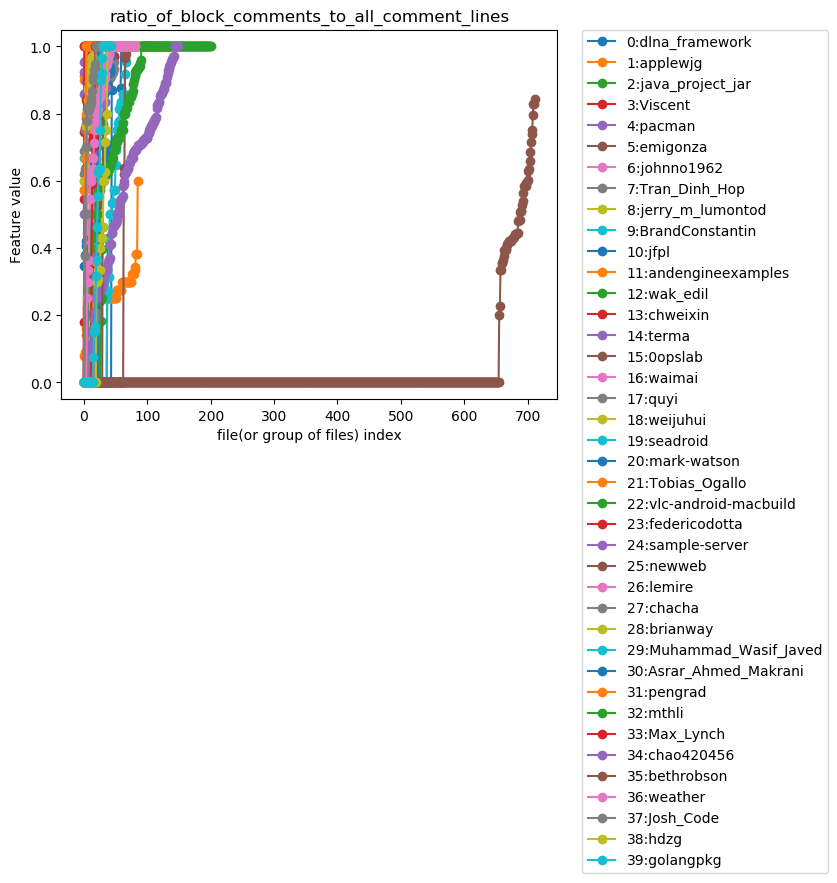 ratio_of_block_comments_to_all_comment_lines
Feature value
1.0
0.8
0.6
0.4
0.2
0.0
0 100 200 300 400 500 600 700
file(or group of files) index
0:dlna_framework
1:applewjg
2:java_project_jar
3:Viscent
4:pacman
5:emigonza
6:johnno1962
7:Tran_Dinh_Hop
8:jerry_m_lumontod
9:BrandConstantin
10:jfpl
11:andengineexamples
12:wak_edil
13:chweixin
14:terma
15:0opslab
16:waimai
17:quyi
18:weijuhui
19:seadroid
20:mark-watson
21:Tobias_Ogallo
22:vlc-android-macbuild
23:federicodotta
24:sample-server
25:newweb
26:lemire
27:chacha
28:brianway
29:Muhammad_Wasif_Javed
30:Asrar_Ahmed_Makrani
31:pengrad
32:mthli
33:Max_Lynch
34:chao420456
35:bethrobson
36:weather
37:Josh_Code
38:hdzg
39:golangpkg